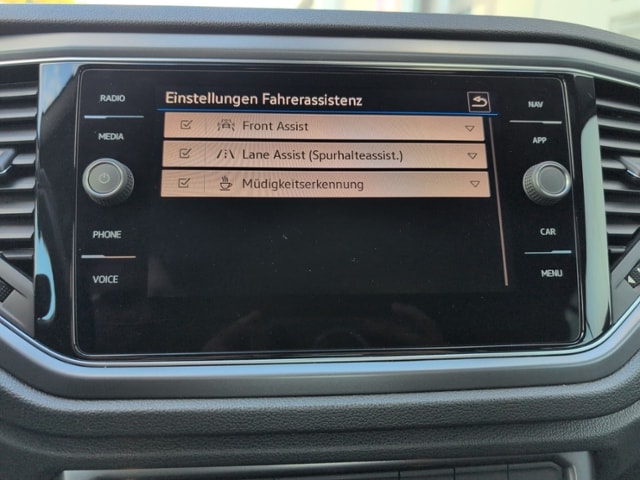 Einstellungen Fahrerassistenz
Front Assist
Lane Assist (Spurhalteassist.)
Müdigkeitserkennung
RADIO
MEDIA
PHONE
VOICE
NAV
APP
CAR
MENU